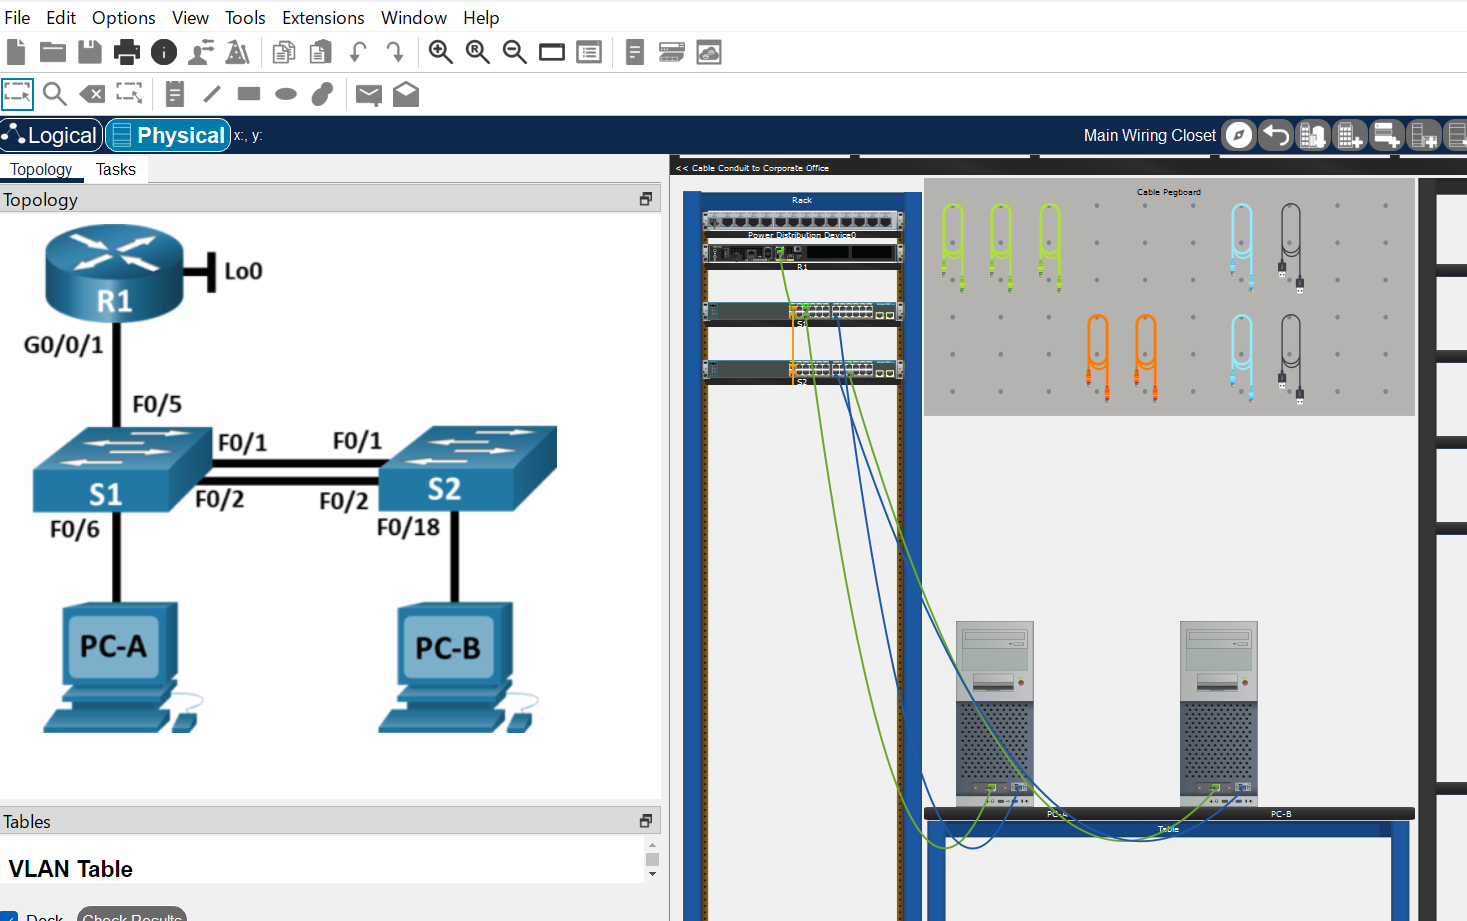 File Edit Options View Tools Extensions Window Help
Logical Physical x:, y: Main Wiring Closet
Topology Tasks
Topology
R1
Lo0
G0/0/1
F0/5
F0/1 F0/1
S1 S2
F0/2 F0/2
F0/6 F0/18
PC-A PC-B
Tables
VLAN Table
Dock Check Results
<< Cable Conduit to Corporate Office
Rack
Power Distribution Device0
R1
S1
S2
Cable Pegboard
PC-A PC-B
Table